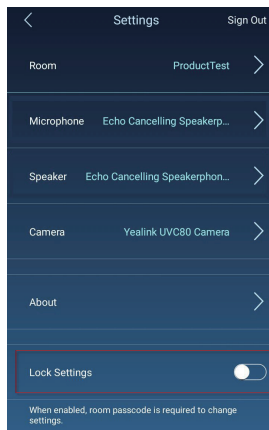 Settings Sign Out
Room ProductTest
Microphone Echo Cancelling Speakerp...
Speaker Echo Cancelling Speakerphon...
Camera Yealink UVC80 Camera
About
Lock Settings
When enabled, room passcode is required to change
settings.